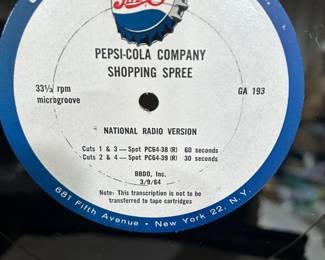 PEPSI-COLA COMPANY
SHOPPING SPREE
33⅓ rpm
microgroove
GA 193
NATIONAL RADIO VERSION
Cuts 1 & 3 — Spot PC64-38 (R) 60 seconds
Cuts 2 & 4 — Spot PC64-39 (R) 30 seconds
BBDO, Inc.
3/9/64
Note: This transcription is not to be
transferred to tape cartridges
681 Fifth Avenue • New York 22, N.Y.